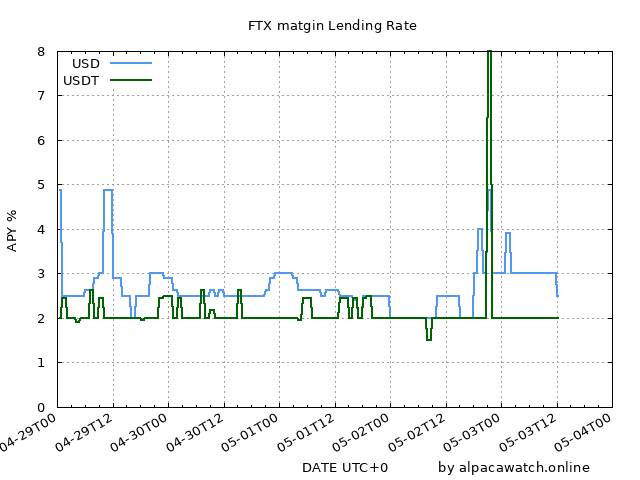 FTX matgin Lending Rate
8
7
6
5
4
3
2
1
0
APY %
USD
USDT
04-29T00
04-29T12
04-30T00
04-30T12
05-01T00
05-01T12
05-02T00
05-02T12
05-03T00
05-03T12
05-04T00
DATE UTC+0
by alpacawatch.online